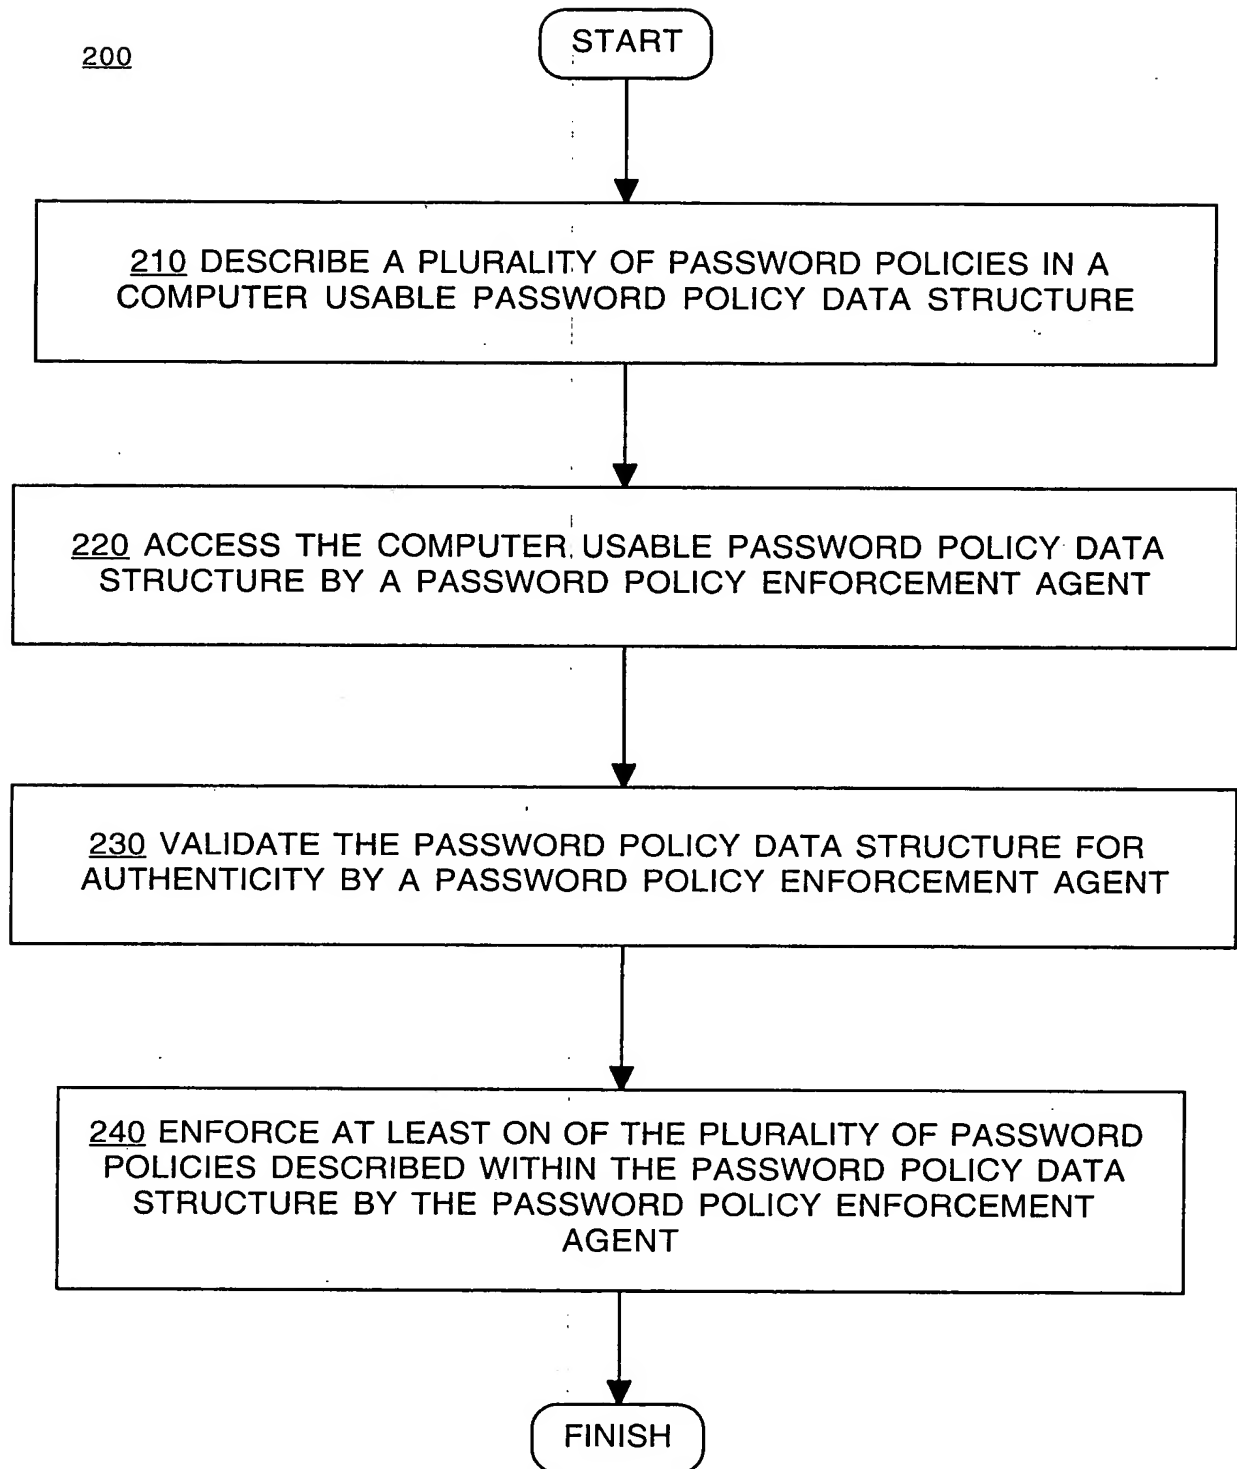 START
200
210 DESCRIBE A PLURALITY OF PASSWORD POLICIES IN A
COMPUTER USABLE PASSWORD POLICY DATA STRUCTURE
220 ACCESS THE COMPUTER USABLE PASSWORD POLICY DATA
STRUCTURE BY A PASSWORD POLICY ENFORCEMENT AGENT
230 VALIDATE THE PASSWORD POLICY DATA STRUCTURE FOR
AUTHENTICITY BY A PASSWORD POLICY ENFORCEMENT AGENT
240 ENFORCE AT LEAST ON OF THE PLURALITY OF PASSWORD
POLICIES DESCRIBED WITHIN THE PASSWORD POLICY DATA
STRUCTURE BY THE PASSWORD POLICY ENFORCEMENT
AGENT
FINISH